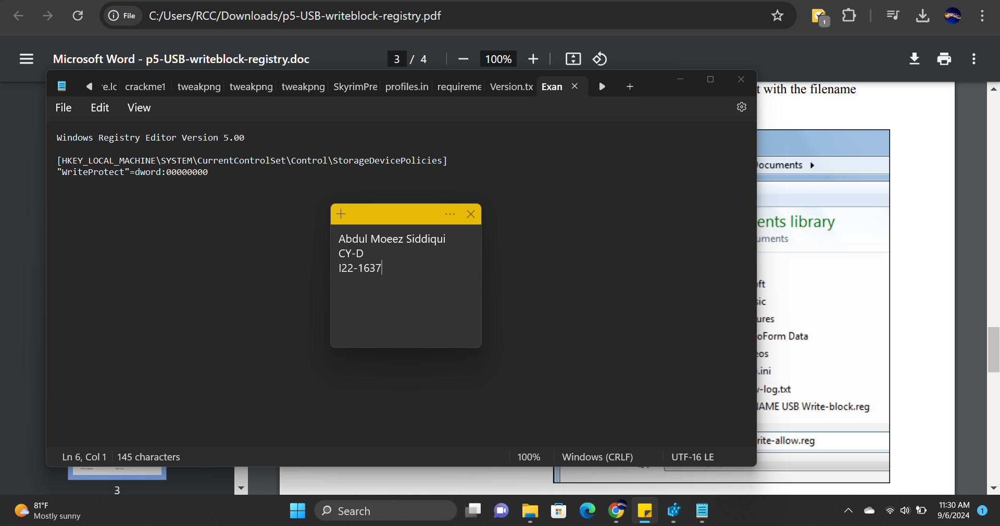 File
C:/Users/RCC/Downloads/p5-USB-writeblock-registry.pdf
1
Microsoft Word - p5-USB-writeblock-registry.doc
3 / 4
100%
re.lc
crackme1
tweakpng
tweakpng
tweakpng
SkyrimPre
profiles.in
requireme
Version.tx
Exan
t with the filename
File Edit View
Windows Registry Editor Version 5.00
[HKEY_LOCAL_MACHINE\SYSTEM\CurrentControlSet\Control\StorageDevicePolicies]
"WriteProtect"=dword:00000000
ocuments
ents library
uments
Abdul Moeez Siddiqui
CY-D
I22-1637
oft
sic
ures
oForm Data
eos
.ini
-log.txt
AME USB Write-block.reg
rite-allow.reg
Ln 6, Col 1
145 characters
100%
Windows (CRLF)
UTF-16 LE
3
81°F
Mostly sunny
Search
11:30 AM
9/6/2024
1